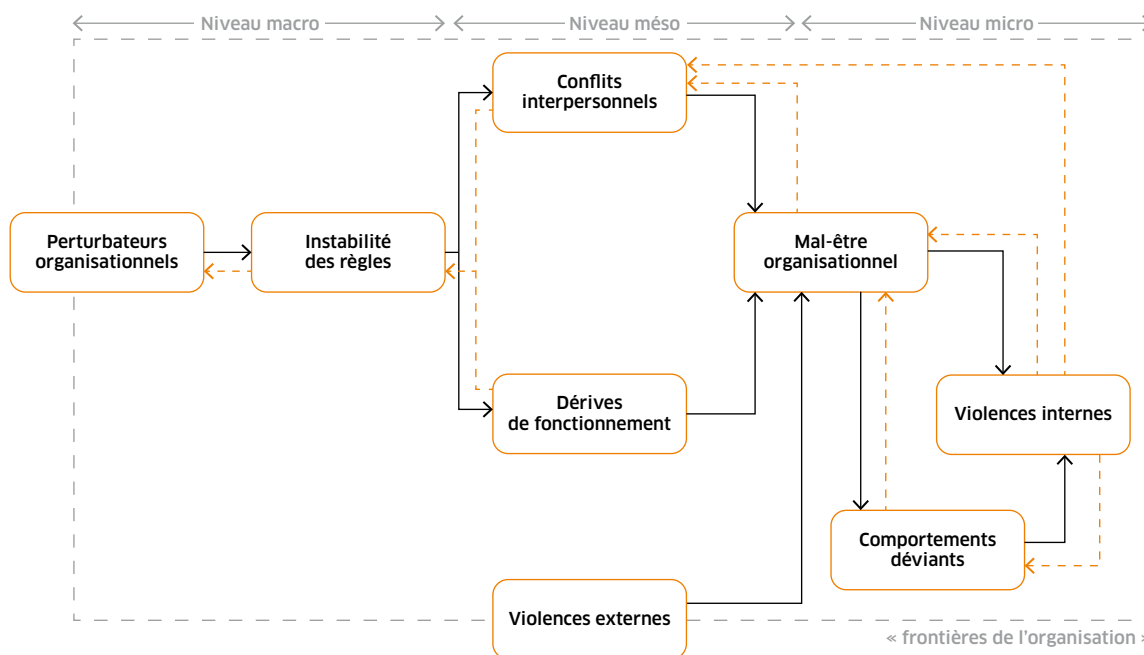 Niveau macro
Niveau méso
Niveau micro
Conflits
interpersonnels
Perturbateurs
organisationnels
Instabilité
des règles
Mal-être
organisationnel
Dérives
de fonctionnement
Violences internes
Comportements
déviants
Violences externes
« frontières de l'organisation »